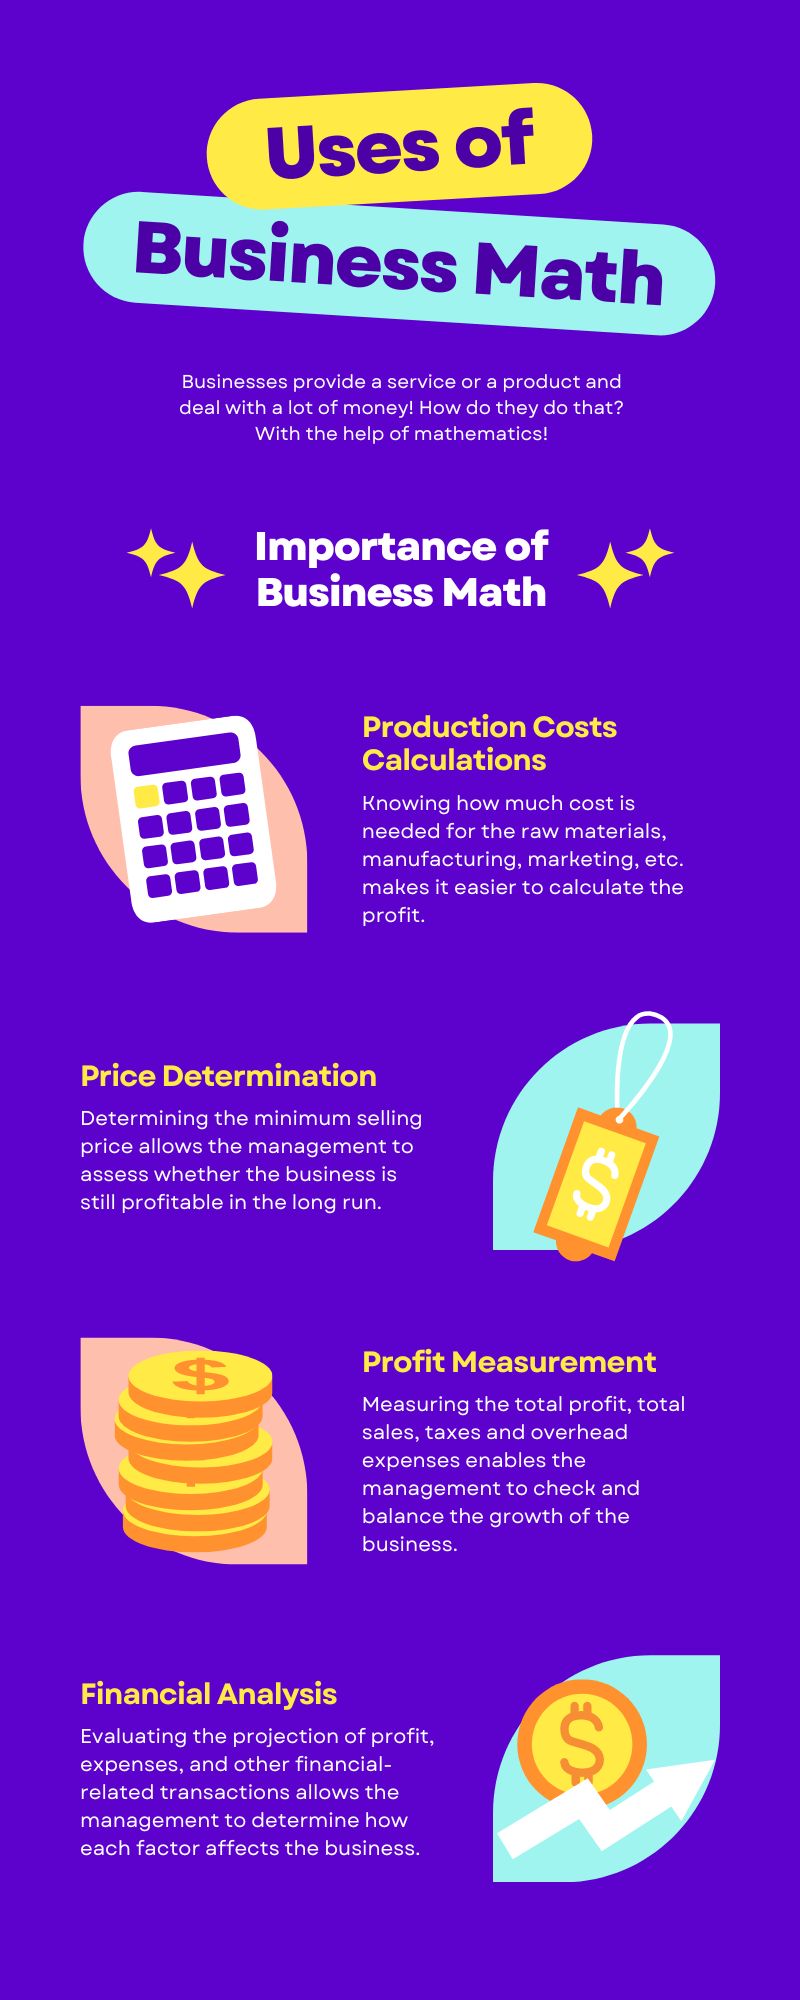 Uses of
Business Math
Businesses provide a service or a product and
deal with a lot of money! How do they do that?
With the help of mathematics!
Importance of
Business Math
Production Costs
Calculations
Knowing how much cost is
needed for the raw materials,
manufacturing, marketing, etc.
makes it easier to calculate the
profit.
Price Determination
Determining the minimum selling
price allows the management to
assess whether the business is
still profitable in the long run.
$
$
Profit Measurement
Measuring the total profit, total
sales, taxes and overhead
expenses enables the
management to check and
balance the growth of the
business.
Financial Analysis
Evaluating the projection of profit,
expenses, and other financial-
related transactions allows the
management to determine how
each factor affects the business.
$